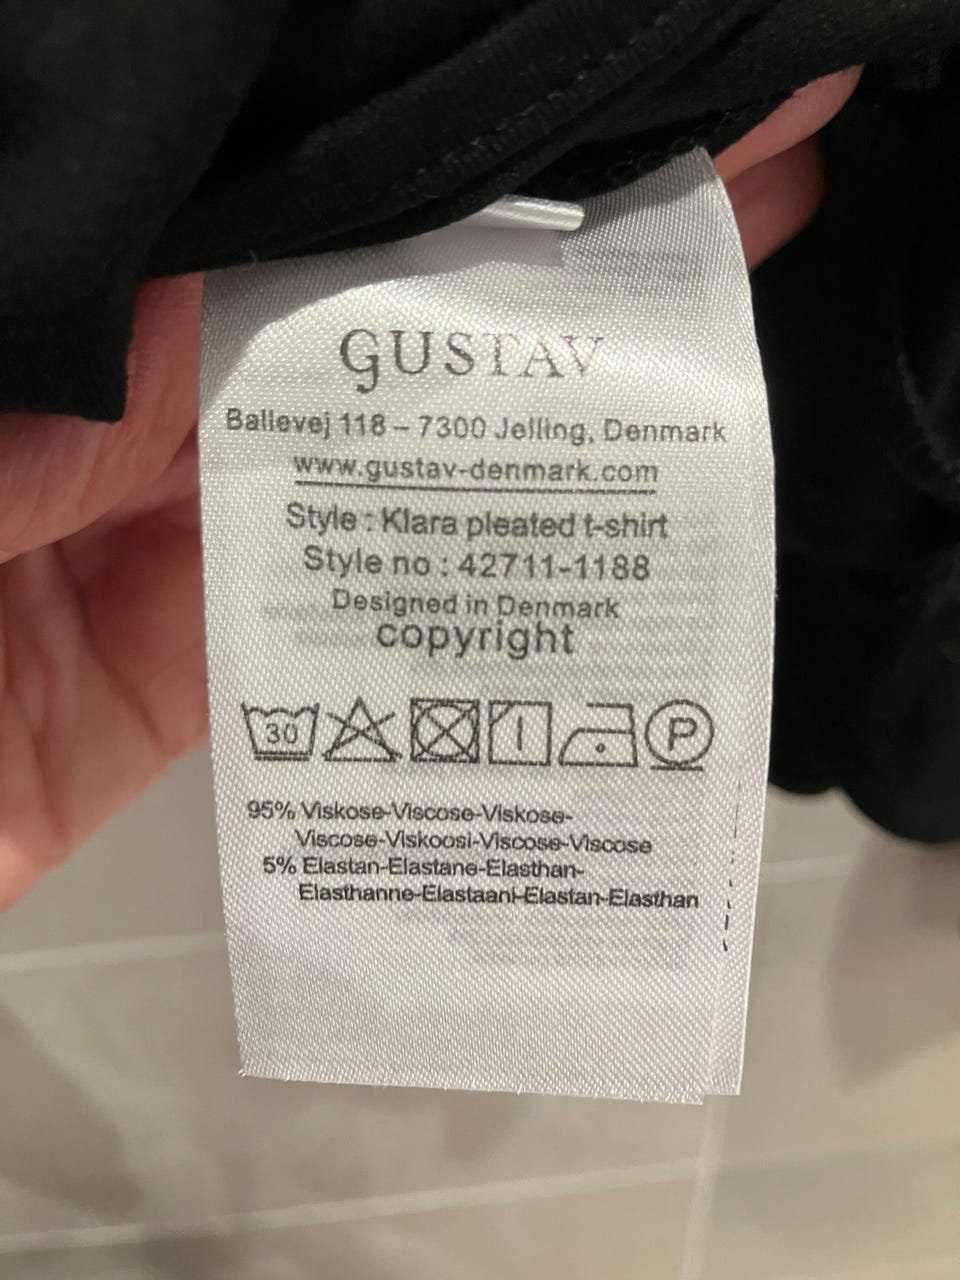 GUSTAV
Ballevej 118 – 7300 Jelling, Denmark
www.gustav-denmark.com
Style : Klara pleated t-shirt
Style no : 42711-1188
Designed in Denmark
copyright
30 P
95% Viskose-Viscose-Viskose-
Viscose-Viskoosi-Viscose-Viscose
5% Elastan-Elastane-Elasthan-
Elasthanne-Elastaani-Elastan-Elasthan